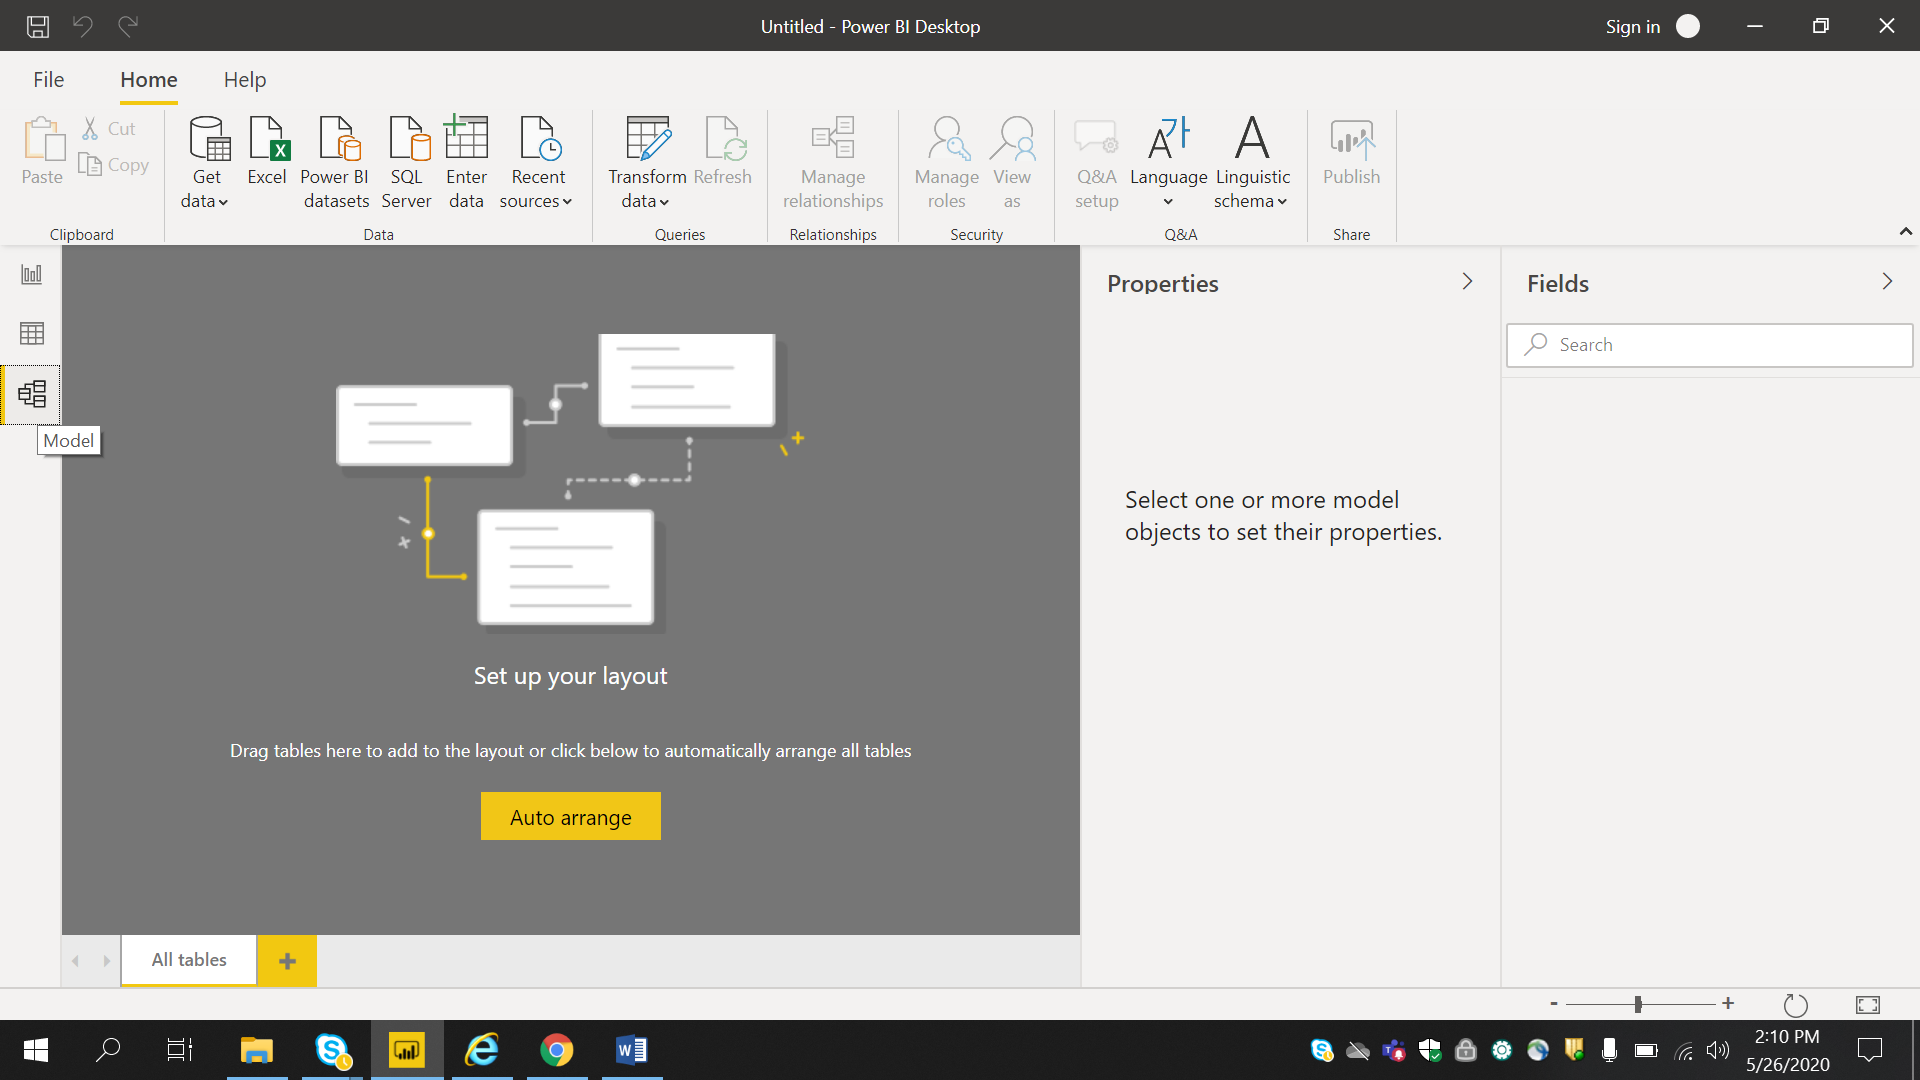 Untitled - Power BI Desktop
Sign in
File
Home
Help
Paste
Cut
Copy
Clipboard
Get data
Excel
Power BI datasets
SQL Server
Enter data
Recent sources
Data
Transform data
Refresh
Queries
Manage relationships
Relationships
Manage roles
View as
Security
Q&A setup
Language
Linguistic schema
Q&A
Publish
Share
Model
Set up your layout
Drag tables here to add to the layout or click below to automatically arrange all tables
Auto arrange
All tables
Properties
Select one or more model
objects to set their properties.
Fields
Search
2:10 PM
5/26/2020